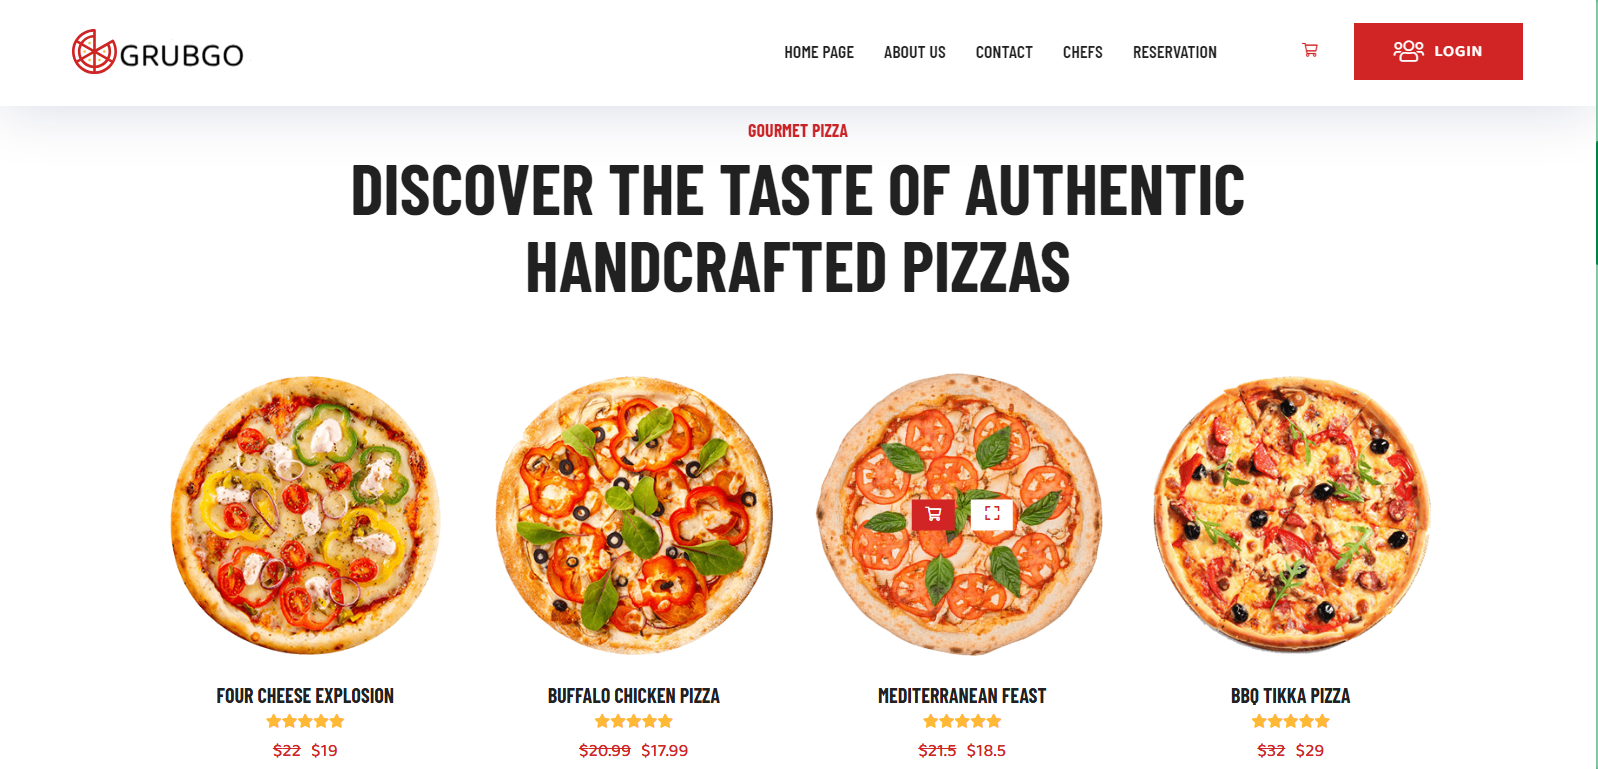 GRUBGO
HOME PAGE ABOUT US CONTACT CHEFS RESERVATION LOGIN
GOURMET PIZZA
DISCOVER THE TASTE OF AUTHENTIC
HANDCRAFTED PIZZAS
FOUR CHEESE EXPLOSION
$22 $19
BUFFALO CHICKEN PIZZA
$20.99 $17.99
MEDITERRANEAN FEAST
$21.5 $18.5
BBQ TIKKA PIZZA
$32 $29